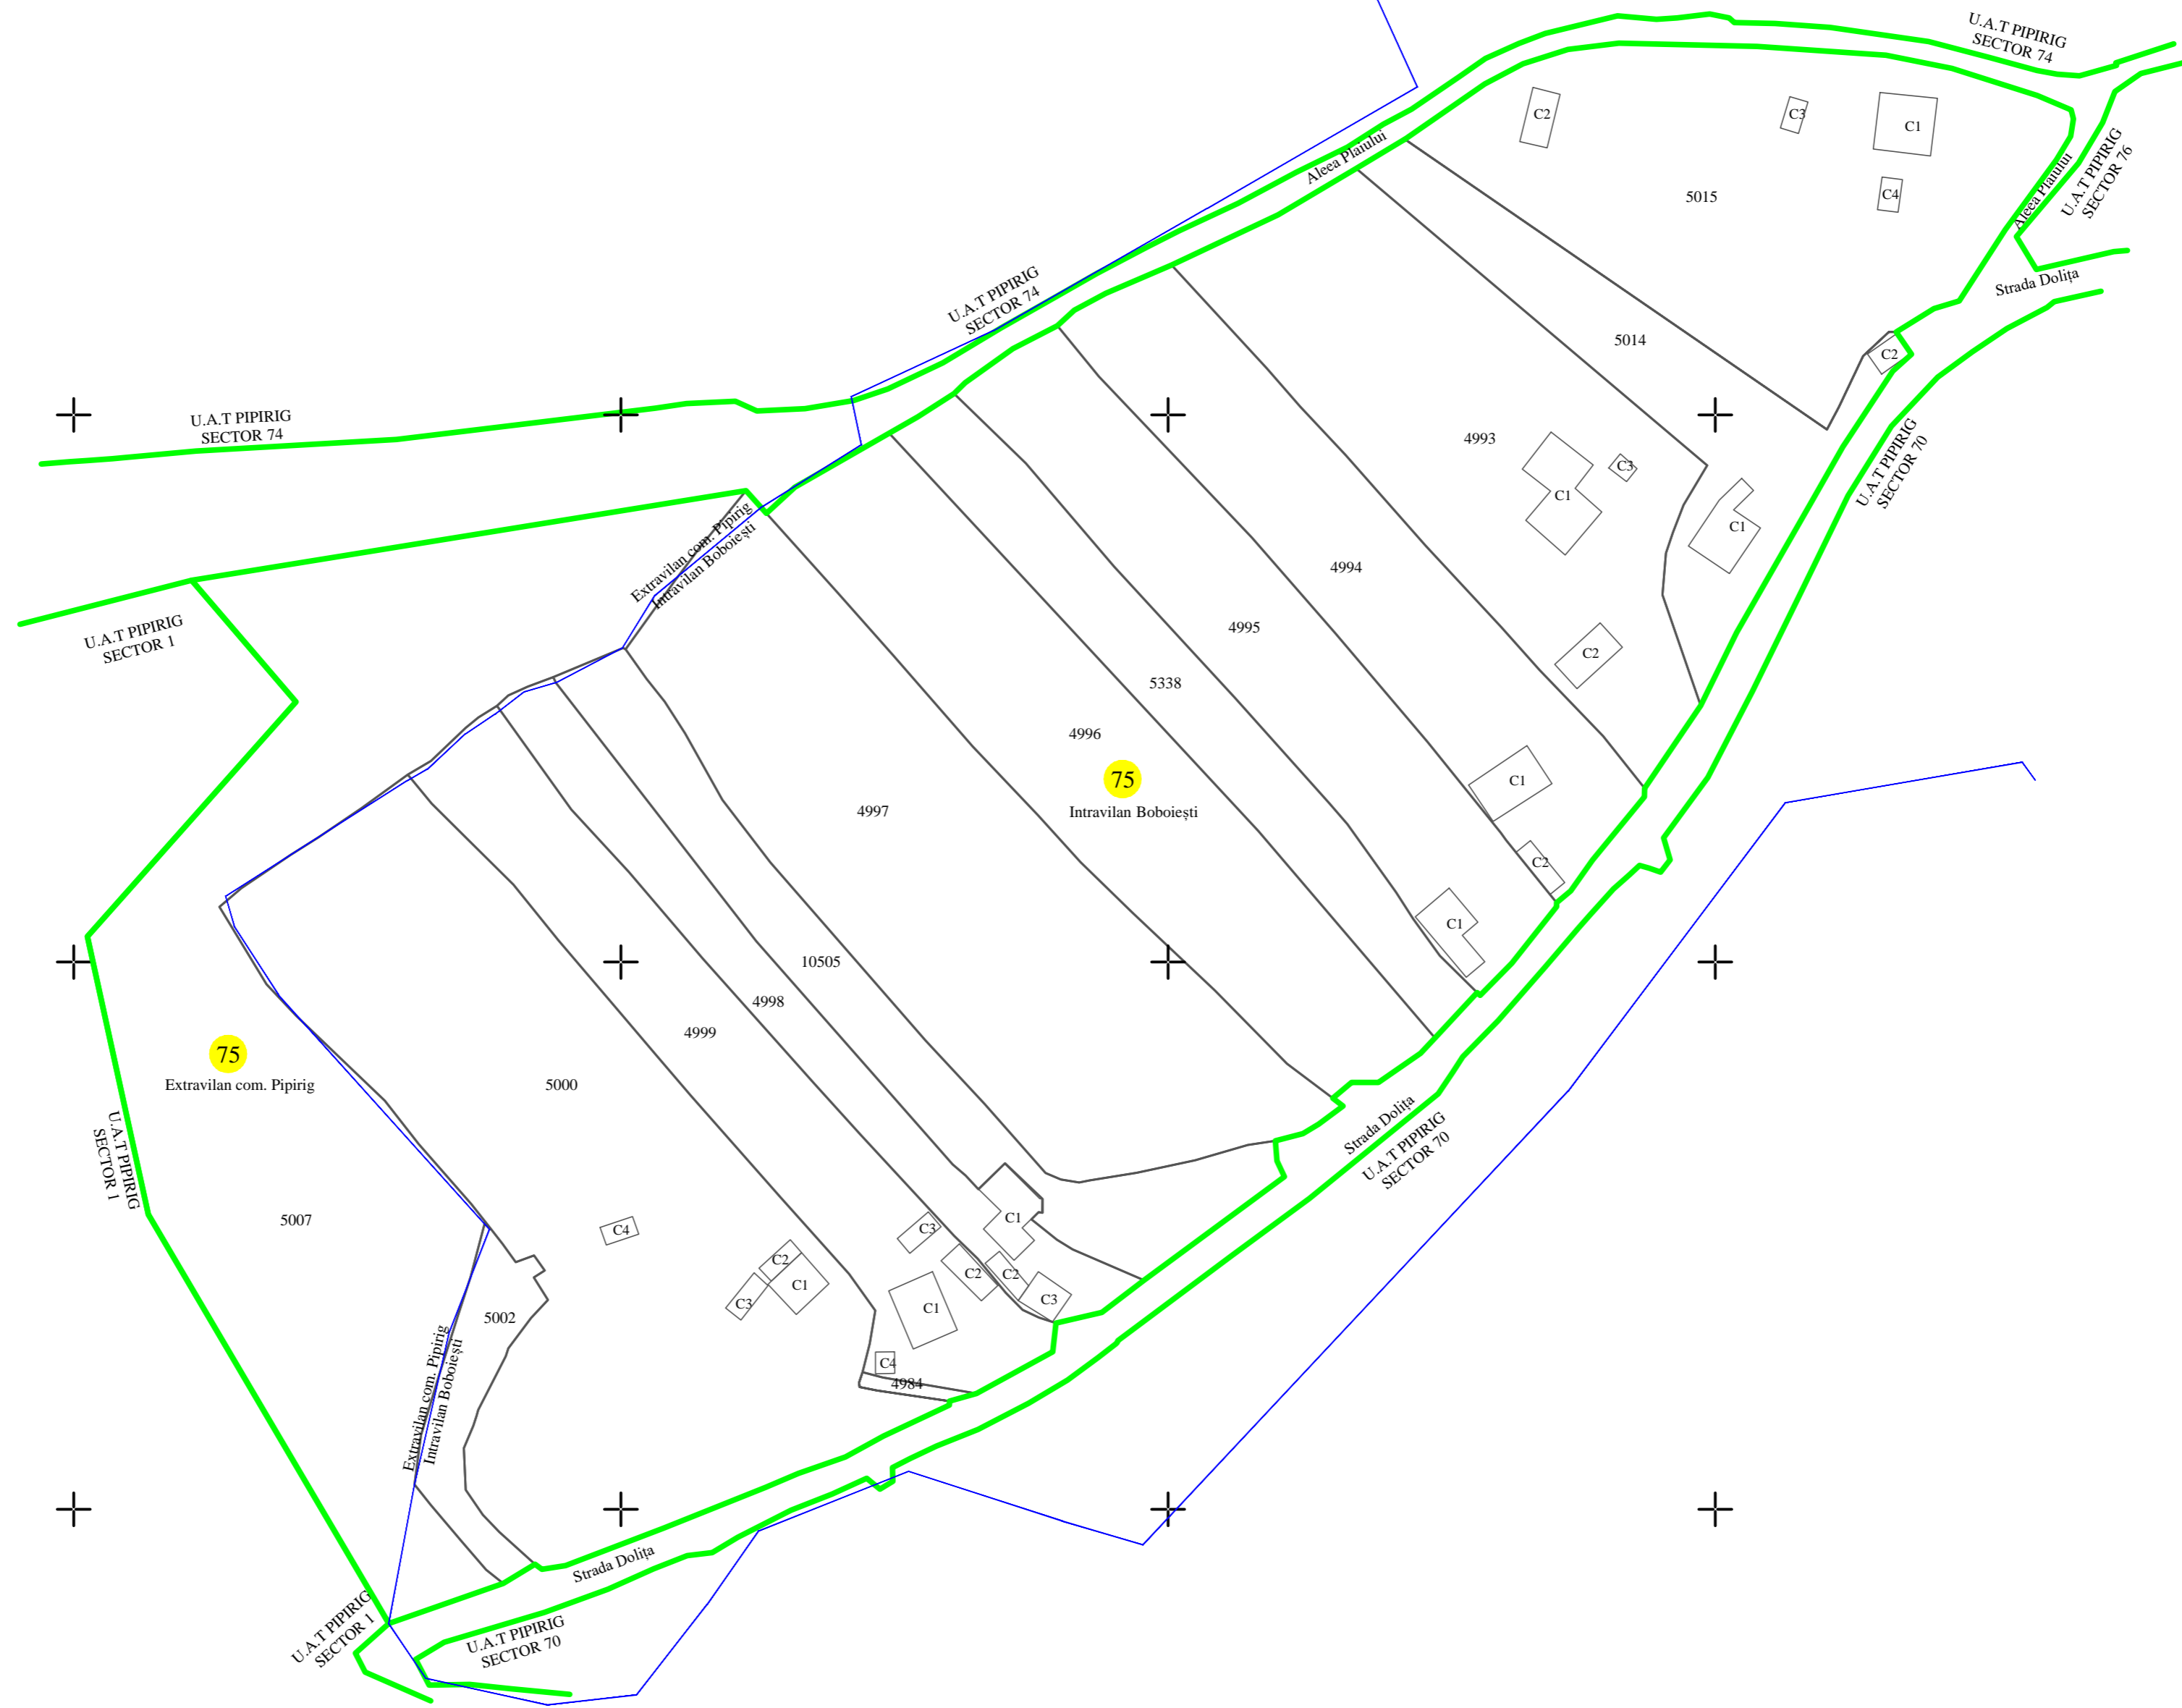 U.A.T PIPIRIG
SECTOR 74
C2
C3
C1
Aleea Plaiului
U.A.T PIPIRIG
SECTOR 76
C4
5015
Aleea Plaiului
U.A.T PIPIRIG
SECTOR 74
Strada Dolița
5014
C2
U.A.T PIPIRIG
SECTOR 74
4993
C3
C1
U.A.T PIPIRIG
SECTOR 70
C1
Extravilan com. Pipirig
Intravilan Boboiești
4994
U.A.T PIPIRIG
SECTOR 1
4995
C2
5338
4996
75
Intravilan Boboiești
C1
4997
C2
C1
10505
4998
4999
75
Extravilan com. Pipirig
5000
Strada Dolița
U.A.T PIPIRIG
SECTOR 70
U.A.T PIPIRIG
SECTOR 1
5007
C4
C3
C1
C2
C1
C3
C2
C2
C3
C1
5002
C4
4984
Extravilan com. Pipirig
Intravilan Boboiești
Strada Dolița
U.A.T PIPIRIG
SECTOR 1
U.A.T PIPIRIG
SECTOR 70